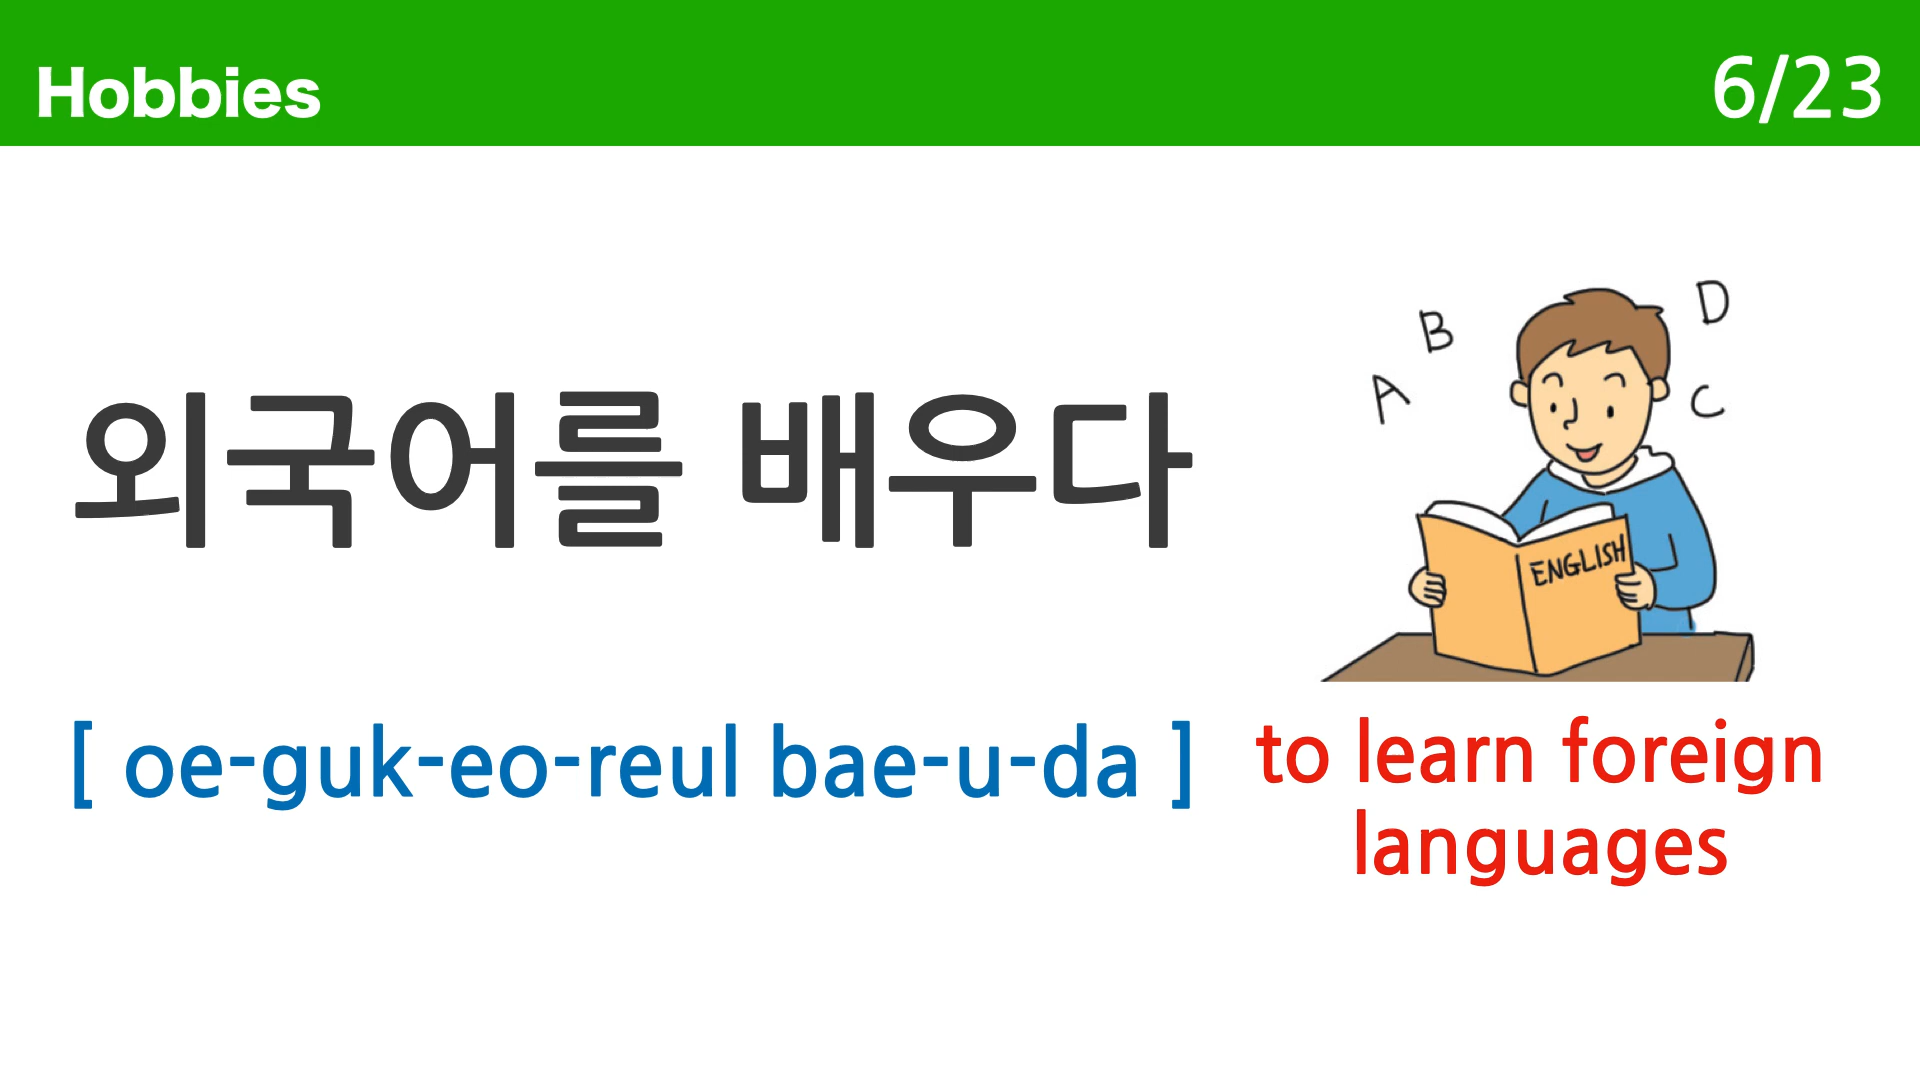 Hobbies
6/23
외국어를 배우다
[ oe-guk-eo-reul bae-u-da ]
A
B
D
C
ENGLISH
to learn foreign
languages